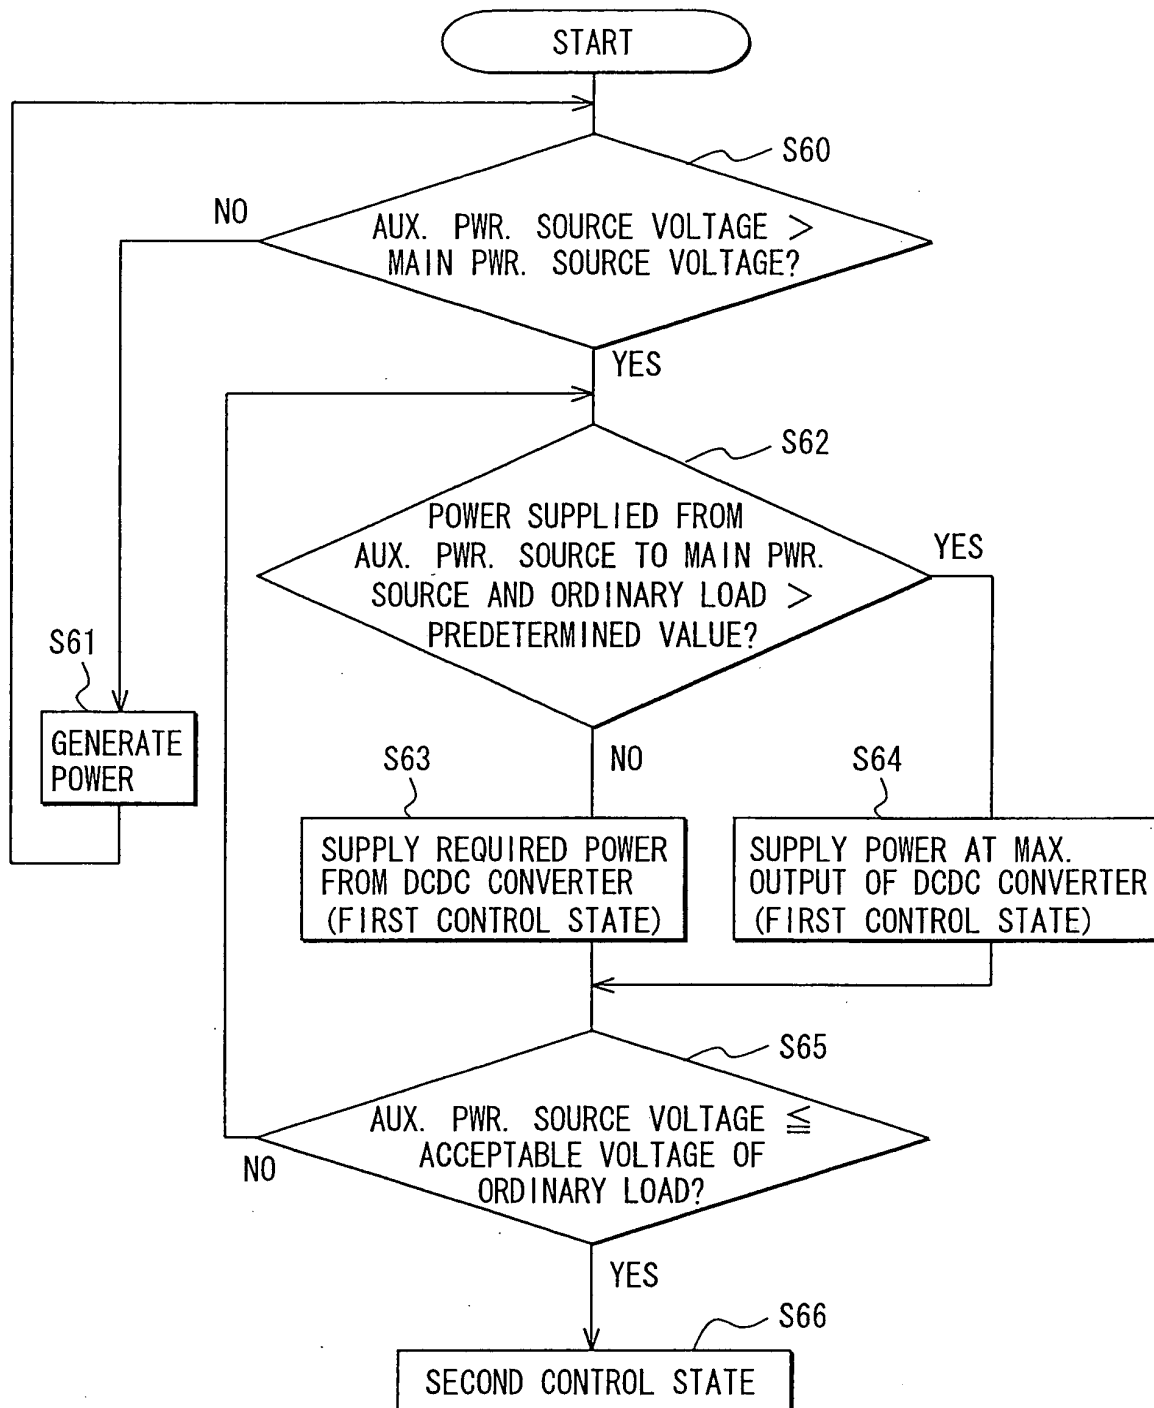 START
S60
NO
AUX. PWR. SOURCE VOLTAGE >
MAIN PWR. SOURCE VOLTAGE?
YES
S62
POWER SUPPLIED FROM
AUX. PWR. SOURCE TO MAIN PWR.
SOURCE AND ORDINARY LOAD >
PREDETERMINED VALUE?
YES
S61
GENERATE
POWER
NO
S63
S64
SUPPLY REQUIRED POWER
FROM DCDC CONVERTER
(FIRST CONTROL STATE)
SUPPLY POWER AT MAX.
OUTPUT OF DCDC CONVERTER
(FIRST CONTROL STATE)
S65
AUX. PWR. SOURCE VOLTAGE ≦
ACCEPTABLE VOLTAGE OF
ORDINARY LOAD?
NO
YES
S66
SECOND CONTROL STATE